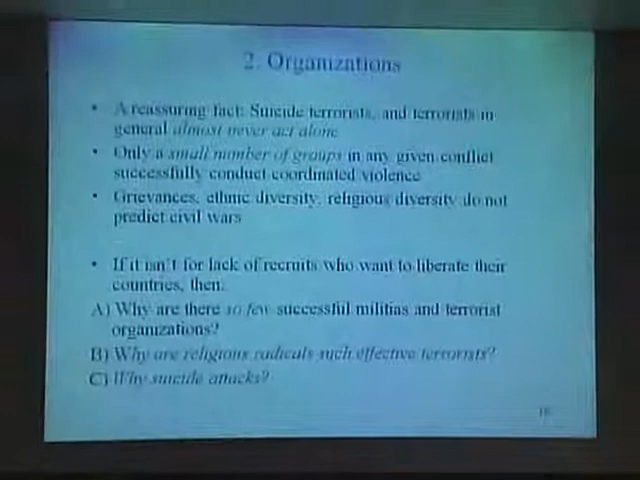 2. Organizations
• A reassuring fact: Suicide terrorists, and terrorists in
general almost never act alone
• Only a small number of groups in any given conflict
successfully conduct coordinated violence
• Grievances, ethnic diversity, religious diversity do not
predict civil wars
• If it isn't for lack of recruits who want to liberate their
countries, then:
A) Why are there so few successful militias and terrorist
organizations?
B) Why are religious radicals such effective terrorists?
C) Why suicide attacks?